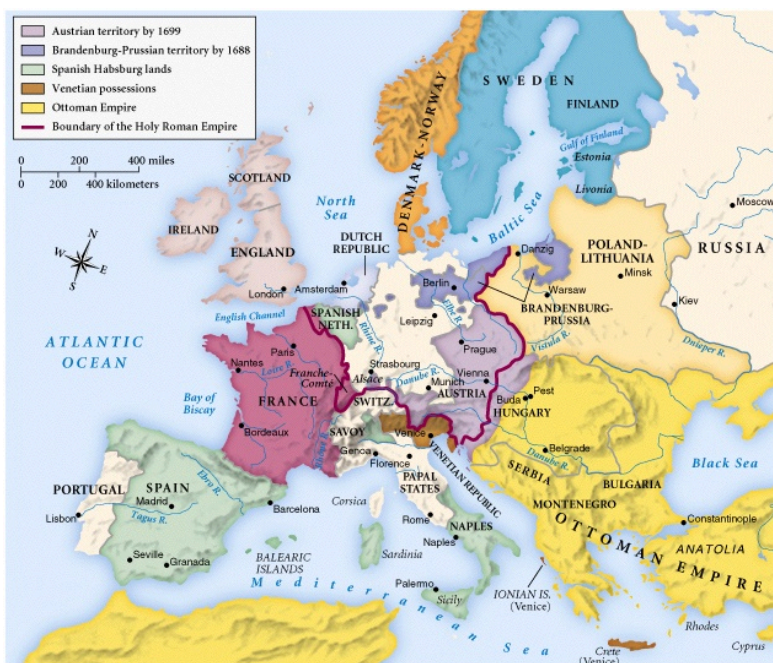 Austrian territory by 1699
Brandenburg-Prussian territory by 1688
Spanish Habsburg lands
Venetian possessions
Ottoman Empire
Boundary of the Holy Roman Empire
0 200 400 miles
0 200 400 kilometers
N
W
E
S
SWEDEN
FINLAND
Gulf of Finland
Estonia
Livonia
DENMARK-NORWAY
Baltic Sea
Moscow
RUSSIA
SCOTLAND
North
Sea
IRELAND
ENGLAND
London
DUTCH
REPUBLIC
Amsterdam
Danzig
POLAND-
LITHUANIA
Minsk
Berlin
Warsaw
BRANDENBURG-
PRUSSIA
Kiev
Dnieper R.
Vistula R.
English Channel
SPANISH
NETH.
Rhine R.
Leipzig
Elbe R.
Prague
ATLANTIC
OCEAN
Paris
Nantes
Loire R.
Franche-
Comté
Strasbourg
Alsace
Danube R.
Munich
Vienna
AUSTRIA
Buda
Pest
HUNGARY
FRANCE
SWITZ.
Bay of
Biscay
Bordeaux
Rhône R.
SAVOY
Venice
Genoa
Florence
VENETIAN REPUBLIC
Belgrade
Danube R.
SERBIA
BULGARIA
Black Sea
PORTUGAL
SPAIN
Ebro R.
Madrid
Lisbon
Tagus R.
Barcelona
Corsica
PAPAL
STATES
Rome
MONTENEGRO
Constantinople
NAPLES
Naples
OTTOMAN EMPIRE
ANATOLIA
Seville
Granada
BALEARIC
ISLANDS
Sardinia
Mediterranean Sea
Palermo
Sicily
IONIAN IS.
(Venice)
Rhodes
Crete
(Venice)
Cyprus